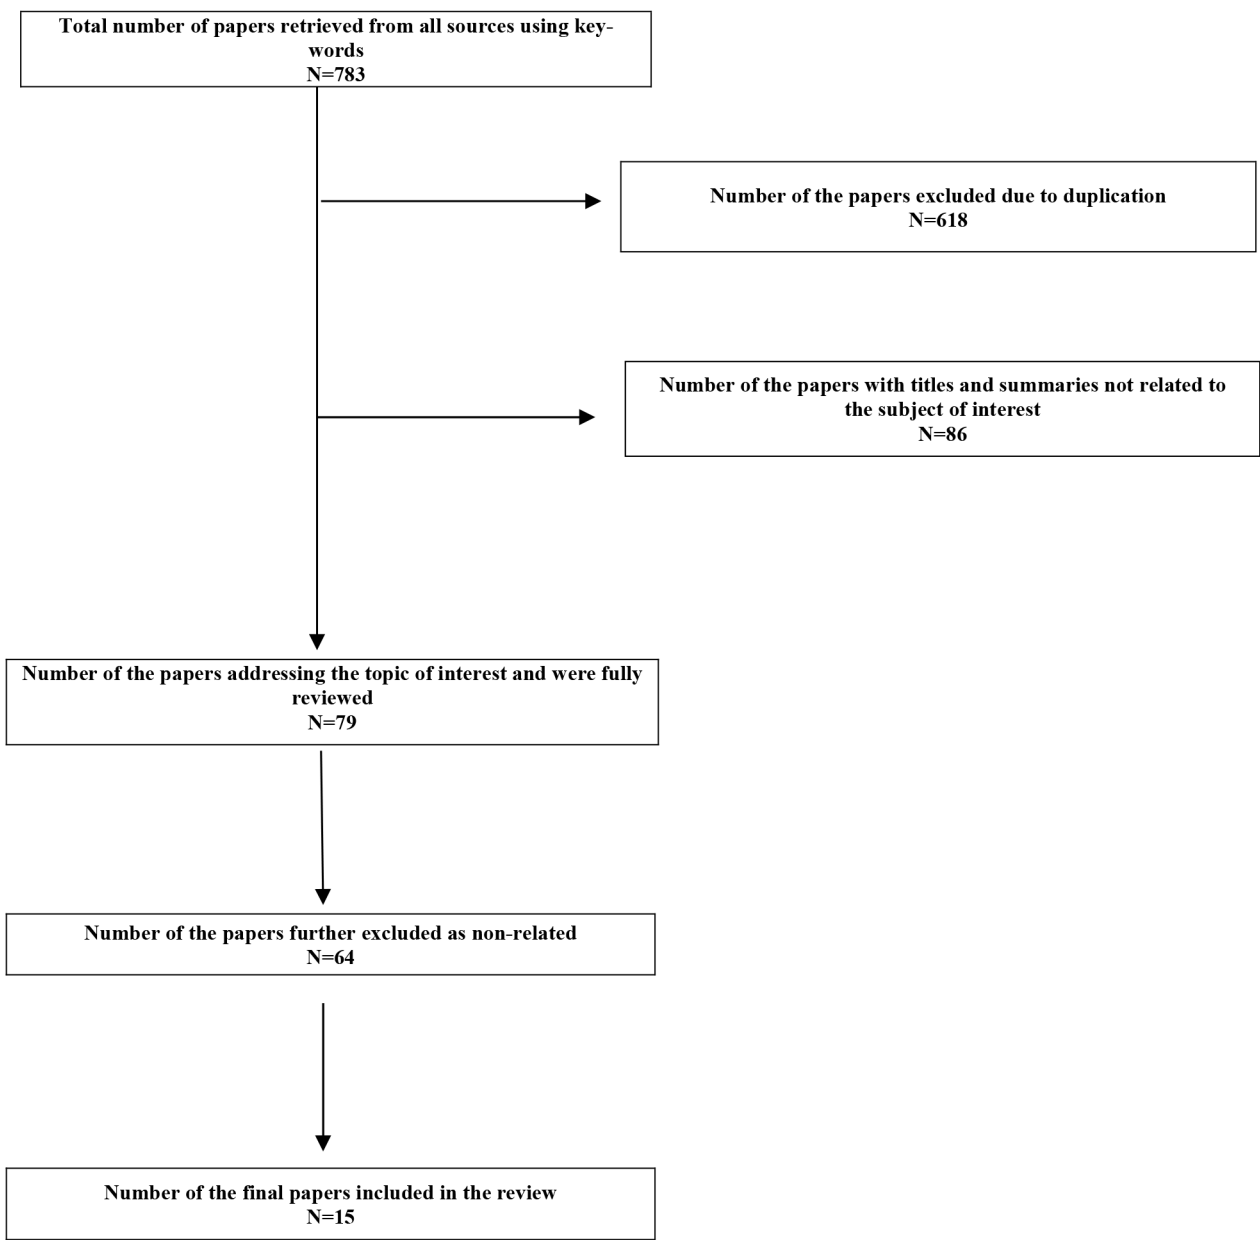 Total number of papers retrieved from all sources using key-
words
N=783
Number of the papers excluded due to duplication
N=618
Number of the papers with titles and summaries not related to
the subject of interest
N=86
Number of the papers addressing the topic of interest and were fully
reviewed
N=79
Number of the papers further excluded as non-related
N=64
Number of the final papers included in the review
N=15